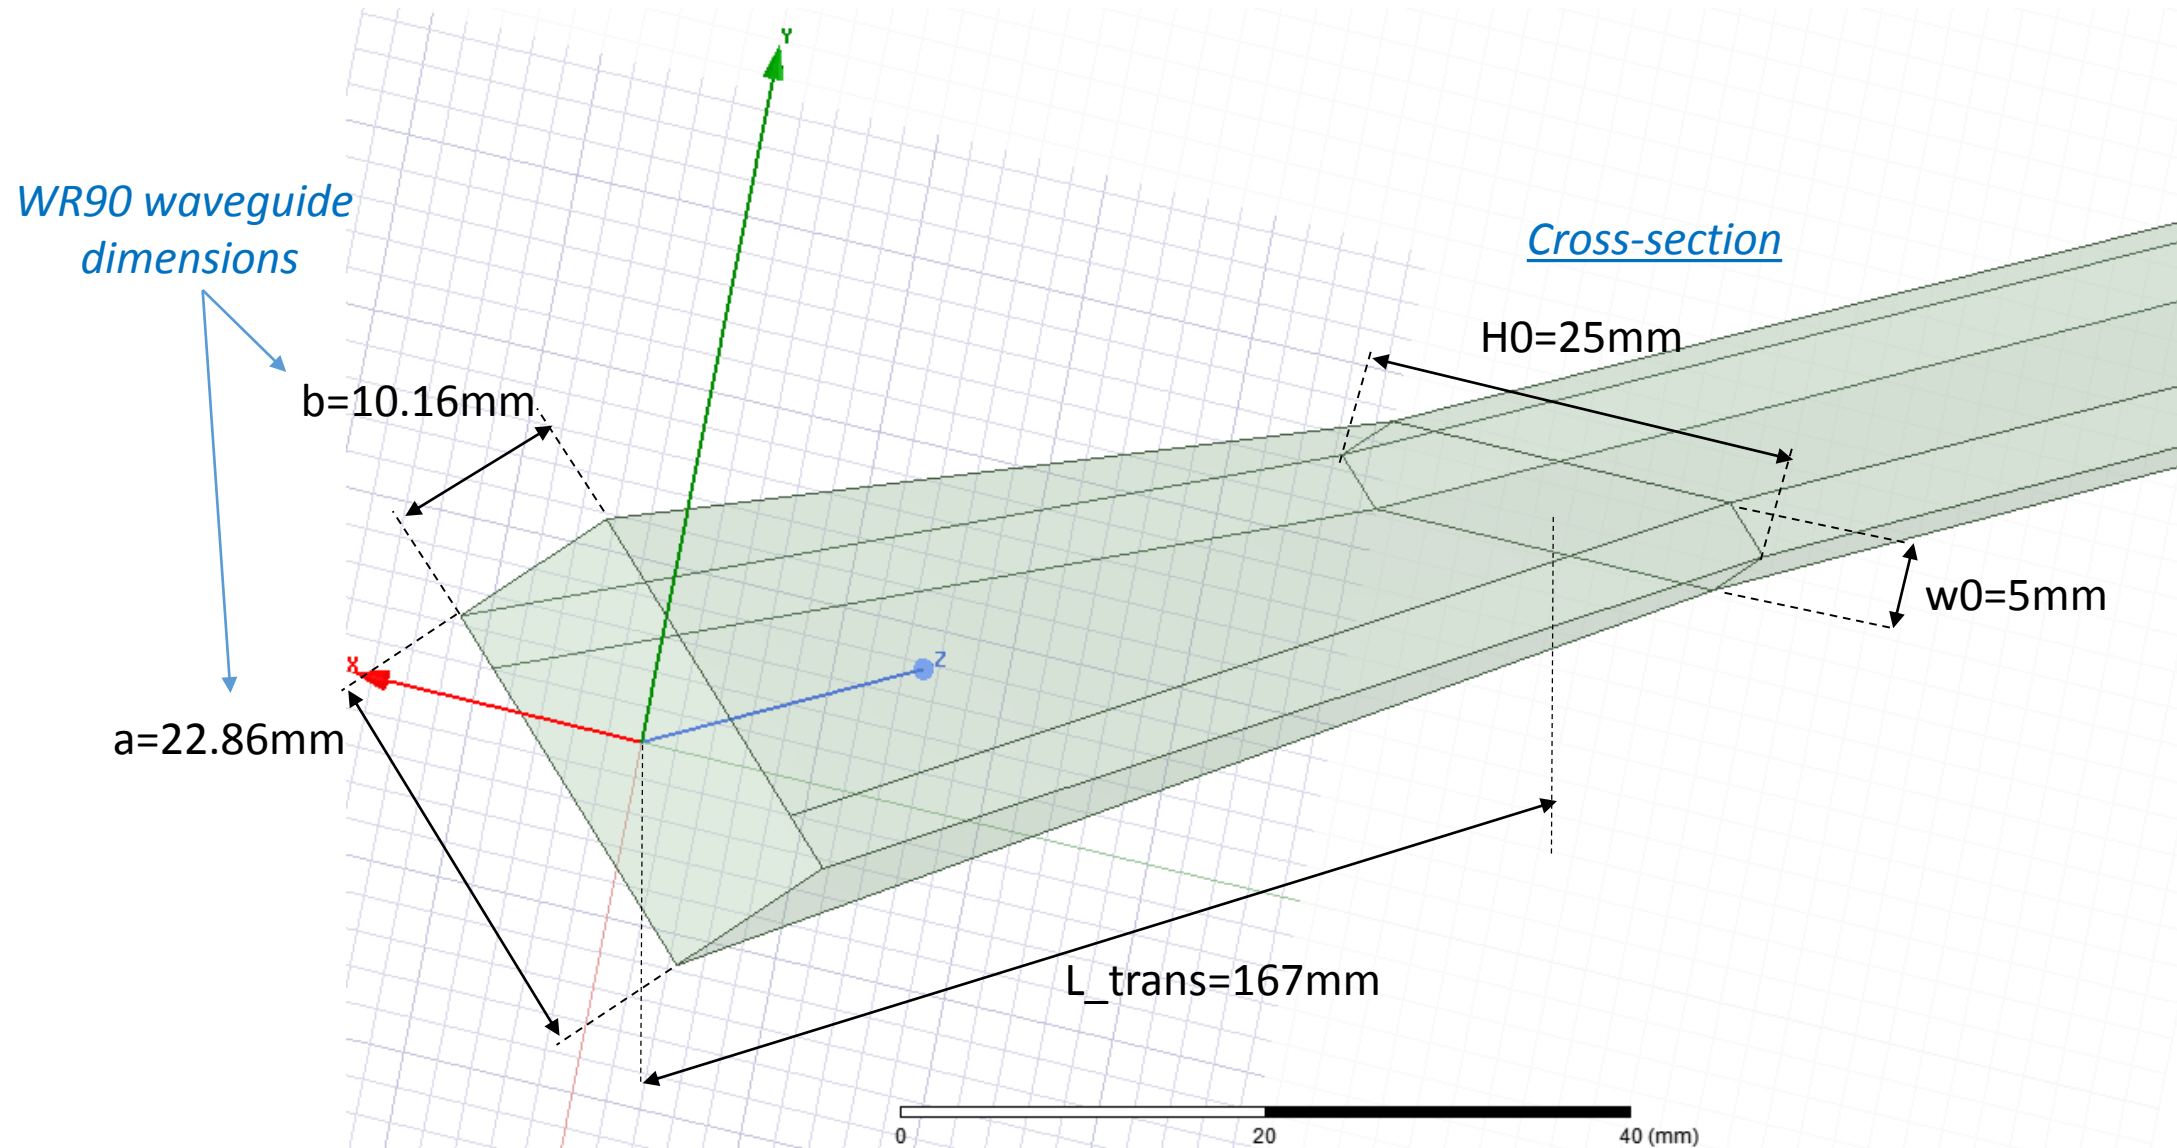 Y
WR90 waveguide
dimensions
Cross-section
H0=25mm
b=10.16mm
w0=5mm
X
Z
a=22.86mm
L_trans=167mm
0
20
40 (mm)